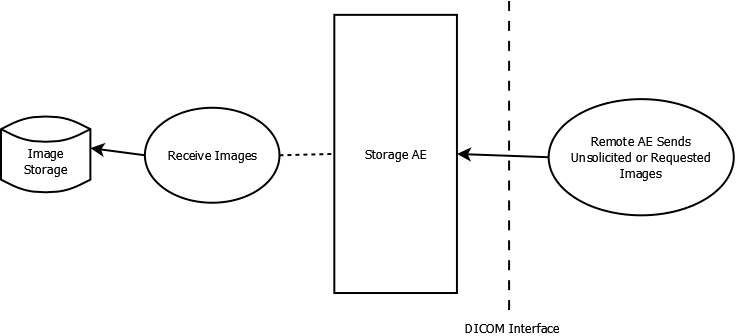 Image
Storage
Receive Images
Storage AE
Remote AE Sends
Unsolicited or Requested
Images
DICOM Interface